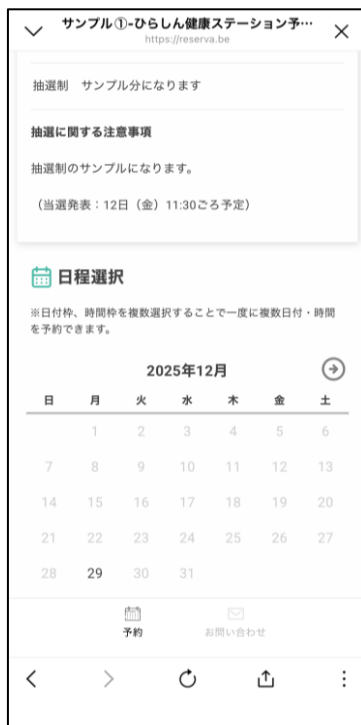 サンプル①-ひらしん健康ステーション予…
https://reserva.be
抽選制 サンプル分になります
抽選に関する注意事項
抽選制のサンプルになります。
（当選発表：12日（金）11:30ごろ予定）
日程選択
※日付枠、時間枠を複数選択することで一度に複数日付・時間
を予約できます。
2025年12月
日 月 火 水 木 金 土
1 2 3 4 5 6
7 8 9 10 11 12 13
14 15 16 17 18 19 20
21 22 23 24 25 26 27
28 29 30 31
予約 お問い合わせ